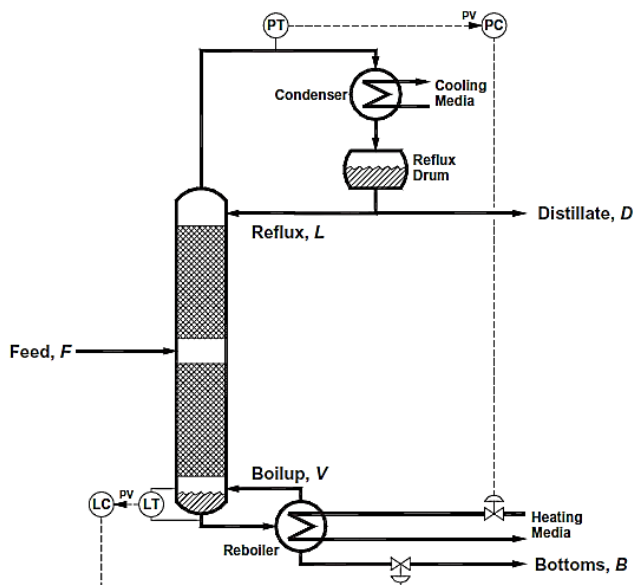 PT
PV
PC
Condenser
Cooling
Media
Reflux
Drum
Reflux, L
Distillate, D
Feed, F
Boilup, V
LC
PV
LT
Heating
Media
Reboiler
Bottoms, B